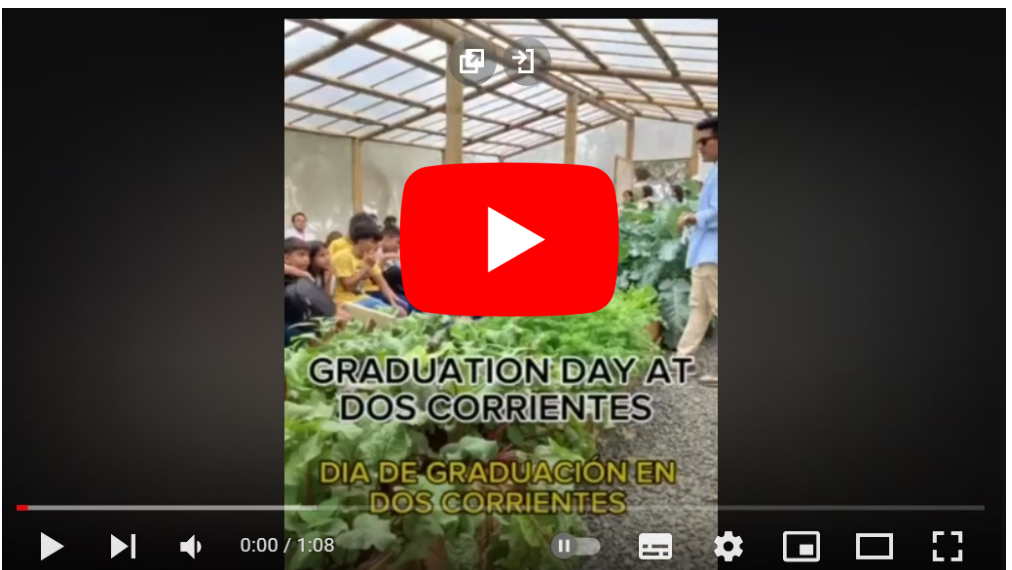 GRADUATION DAY AT
DOS CORRIENTES
DIA DE GRADUACIÓN EN
DOS CORRIENTES
0:00 / 1:08